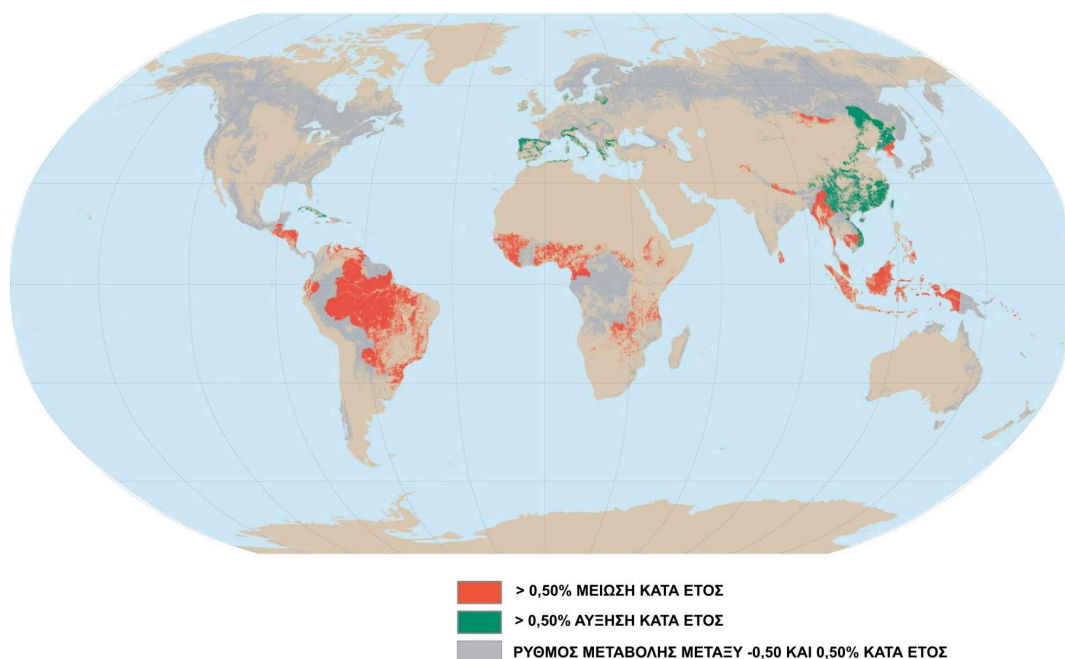 > 0,50% ΜΕΙΩΣΗ ΚΑΤΑ ΕΤΟΣ
> 0,50% ΑΥΞΗΣΗ ΚΑΤΑ ΕΤΟΣ
ΡΥΘΜΟΣ ΜΕΤΑΒΟΛΗΣ ΜΕΤΑΞΥ -0,50 ΚΑΙ 0,50% ΚΑΤΑ ΕΤΟΣ